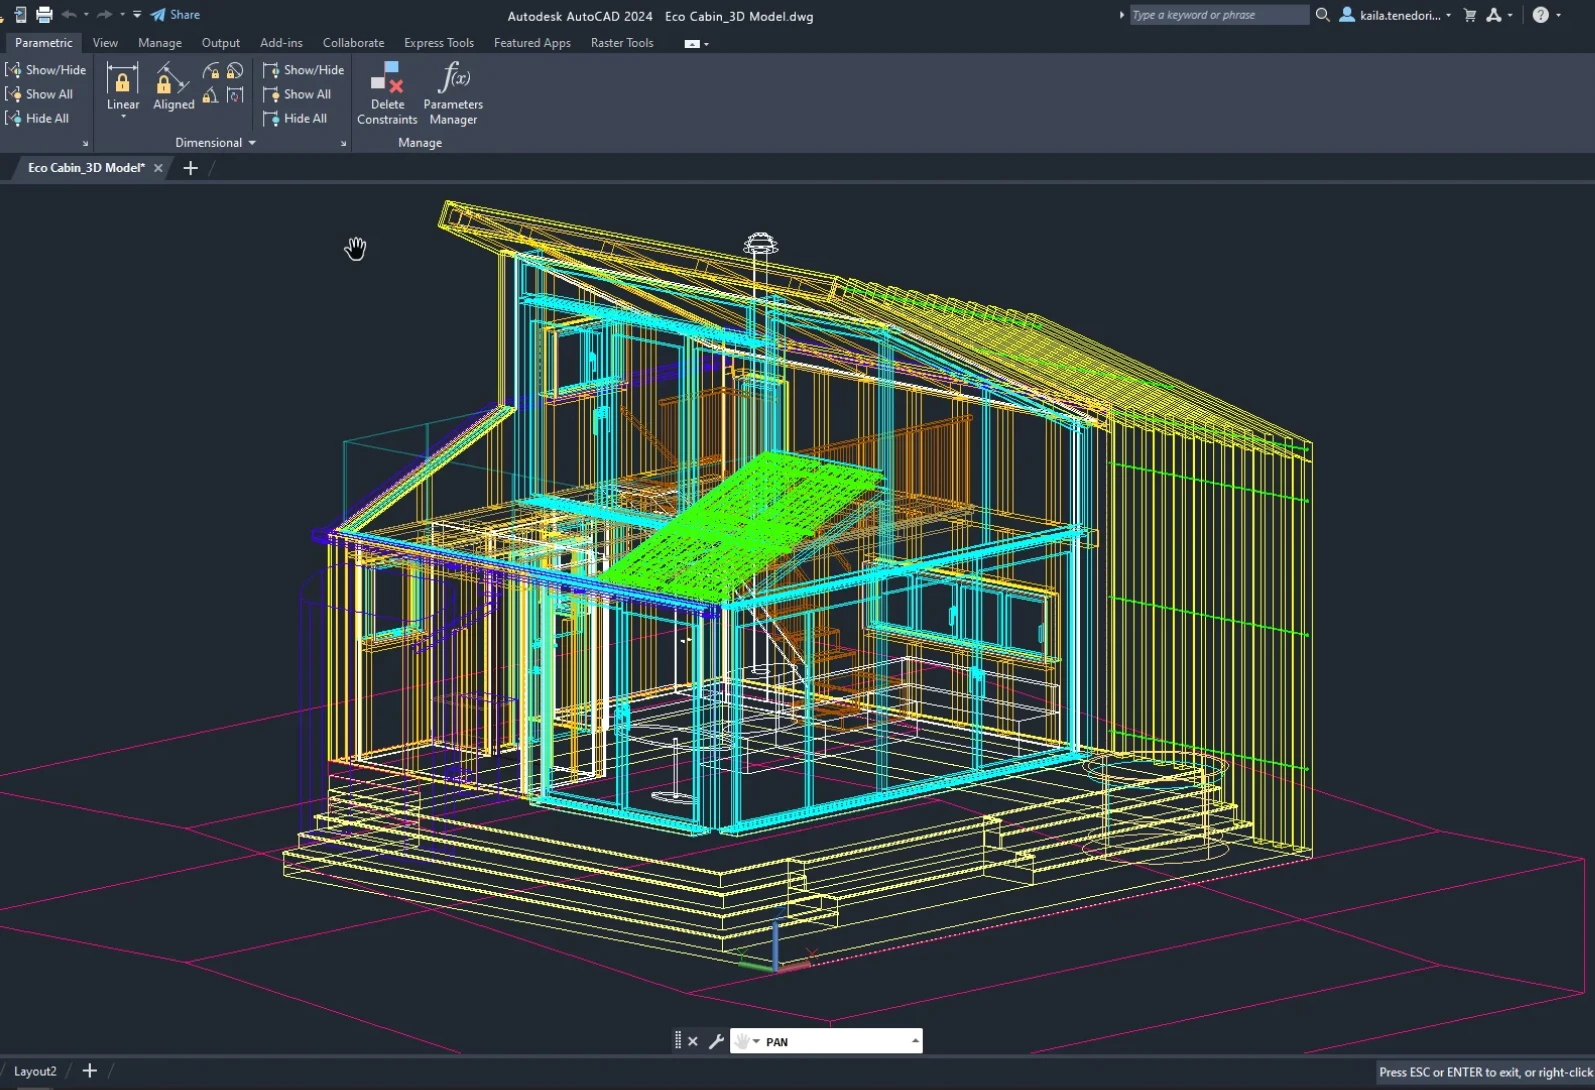 Share
Autodesk AutoCAD 2024 Eco Cabin_3D Model.dwg
Type a keyword or phrase
kaila.tenedori...
Parametric View Manage Output Add-ins Collaborate Express Tools Featured Apps Raster Tools
Show/Hide
Show All
Hide All
Linear
Aligned
Show/Hide
Show All
Hide All
Dimensional
Delete
Constraints
f(x)
Parameters
Manager
Manage
Eco Cabin_3D Model*
PAN
Layout2
Press ESC or ENTER to exit, or right-click